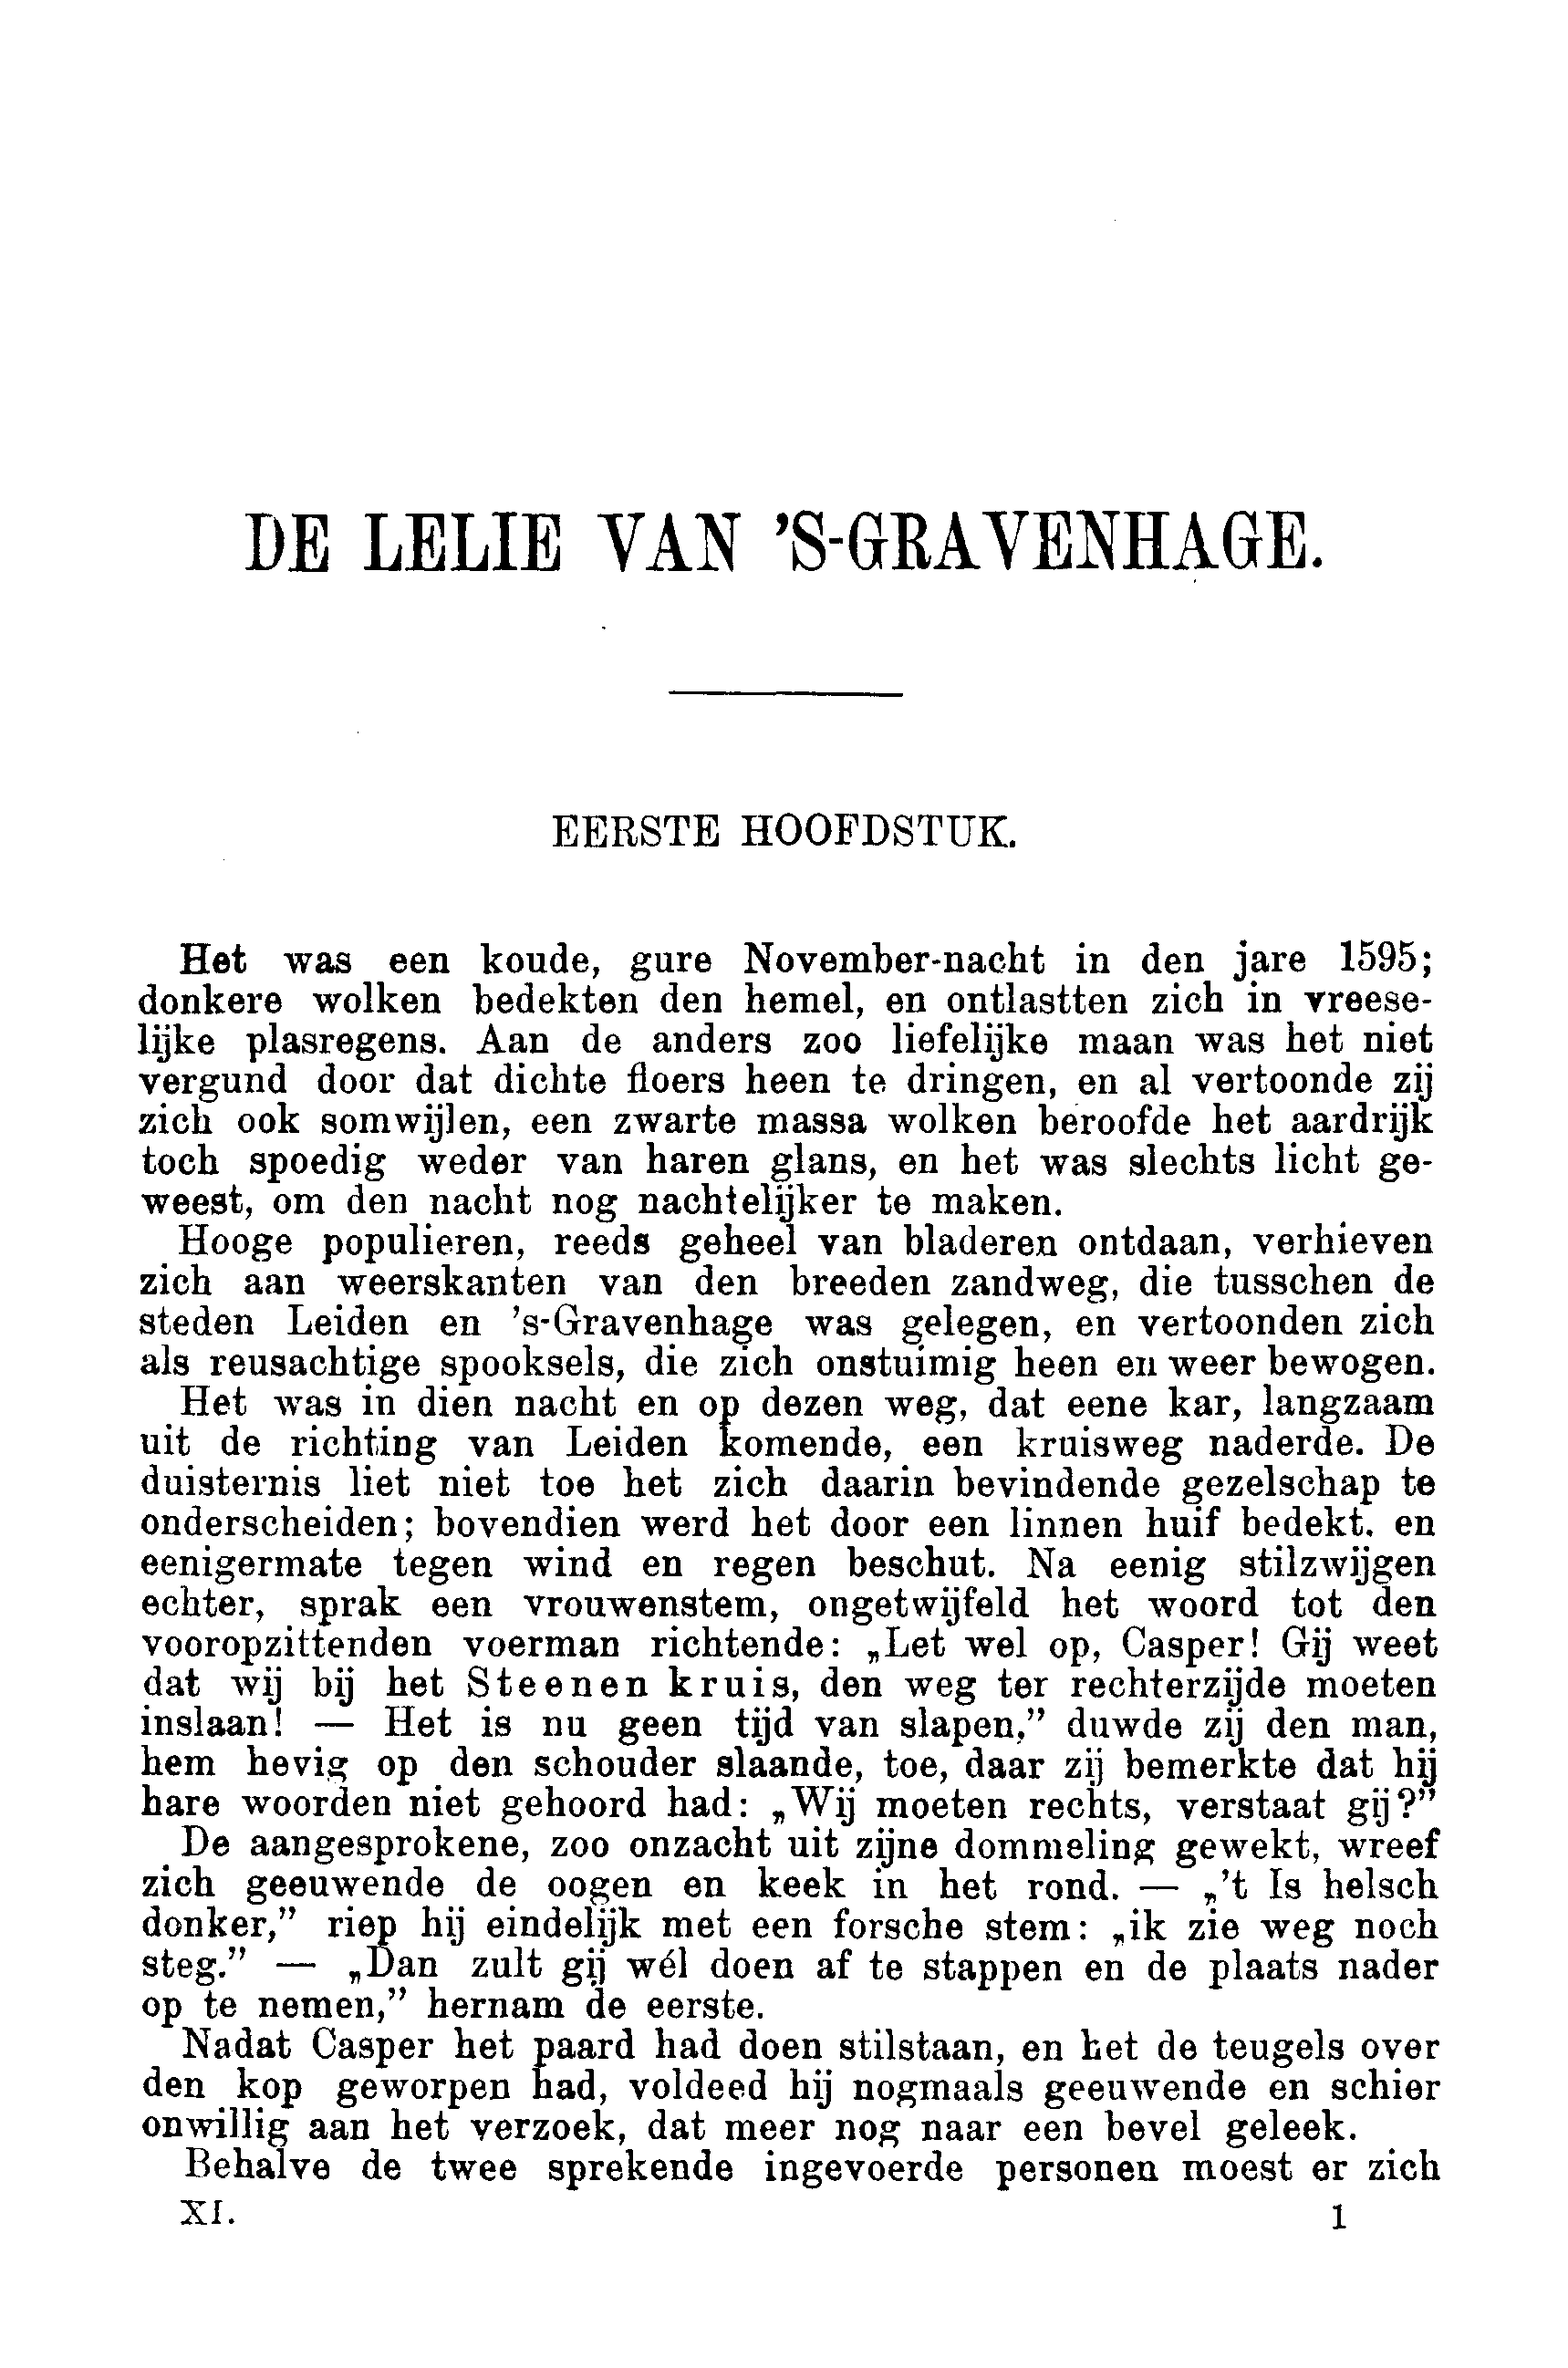 DE LELIE VAN 'S-GRAVENHAGE.
EERSTE HOOFDSTUK.
Het was een koude, gure November-nacht in den jare 1595;
donkere wolken bedekten den hemel, en ontlastten zich in vreese-
lijke plasregens. Aan de anders zoo liefelijke maan was het niet
vergund door dat dichte floers heen te dringen, en al vertoonde zij
zich ook somwijlen, een zwarte massa wolken beroofde het aardrijk
toch spoedig weder van haren glans, en het was slechts licht ge-
weest, om den nacht nog nachtelijker te maken.
Hooge populieren, reeds geheel van bladeren ontdaan, verhieven
zich aan weerskanten van den breeden zandweg, die tusschen de
steden Leiden en 's-Gravenhage was gelegen, en vertoonden zich
als reusachtige spooksels, die zich onstuimig heen en weer bewogen.
Het was in dien nacht en op dezen weg, dat eene kar, langzaam
uit de richting van Leiden komende, een kruisweg naderde. De
duisternis liet niet toe het zich daarin bevindende gezelschap te
onderscheiden; bovendien werd het door een linnen huif bedekt, en
eenigermate tegen wind en regen beschut. Na eenig stilzwijgen
echter, sprak een vrouwenstem, ongetwijfeld het woord tot den
vooropzittenden voerman richtende: „Let wel op, Casper! Gij weet
dat wij bij het Steenen kruis, den weg ter rechterzijde moeten
inslaan! — Het is nu geen tijd van slapen,” duwde zij den man,
hem hevig op den schouder slaande, toe, daar zij bemerkte dat hij
hare woorden niet gehoord had: „Wij moeten rechts, verstaat gij?”
De aangesprokene, zoo onzacht uit zijne dommeling gewekt, wreef
zich geeuwende de oogen en keek in het rond. — „'t Is helsch
donker,” riep hij eindelijk met een forsche stem: „ik zie weg noch
steg.” — „Dan zult gij wél doen af te stappen en de plaats nader
op te nemen,” hernam de eerste.
Nadat Casper het paard had doen stilstaan, en het de teugels over
den kop geworpen had, voldeed hij nogmaals geeuwende en schier
onwillig aan het verzoek, dat meer nog naar een bevel geleek.
Behalve de twee sprekende ingevoerde personen moest er zich
XI. 1